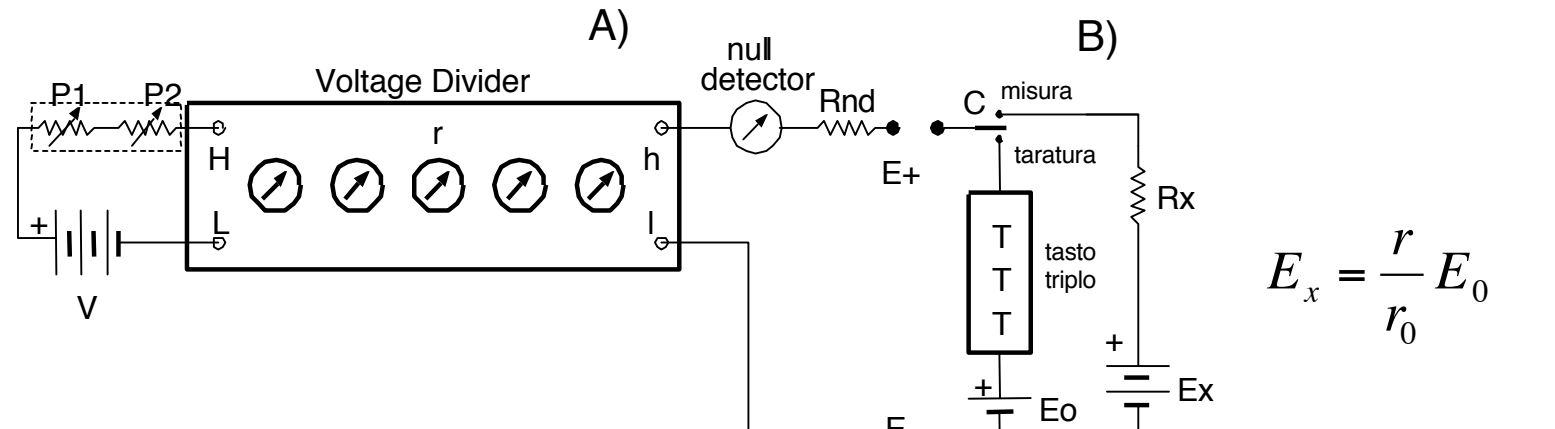 A)
B)
null
detector
Voltage Divider
P1 P2
Rnd
C
misura
r
H
h
taratura
E+
Rx
+
L
l
T
T
T
tasto
triplo
V
E_x = r/r_0 E_0
+
+
Eo
Ex